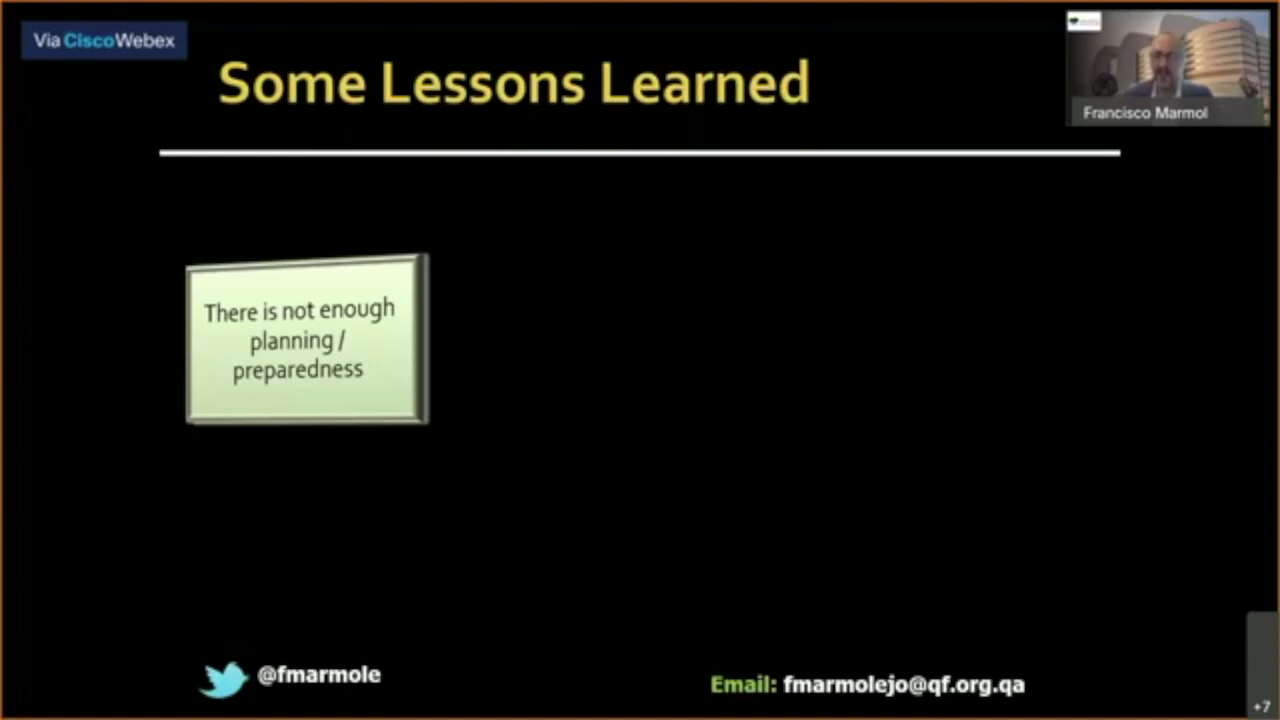 Via CiscoWebex
Some Lessons Learned
Francisco Marmol
There is not enough
planning /
preparedness
@fmarmole
Email: fmarmolejo@qf.org.qa
+7